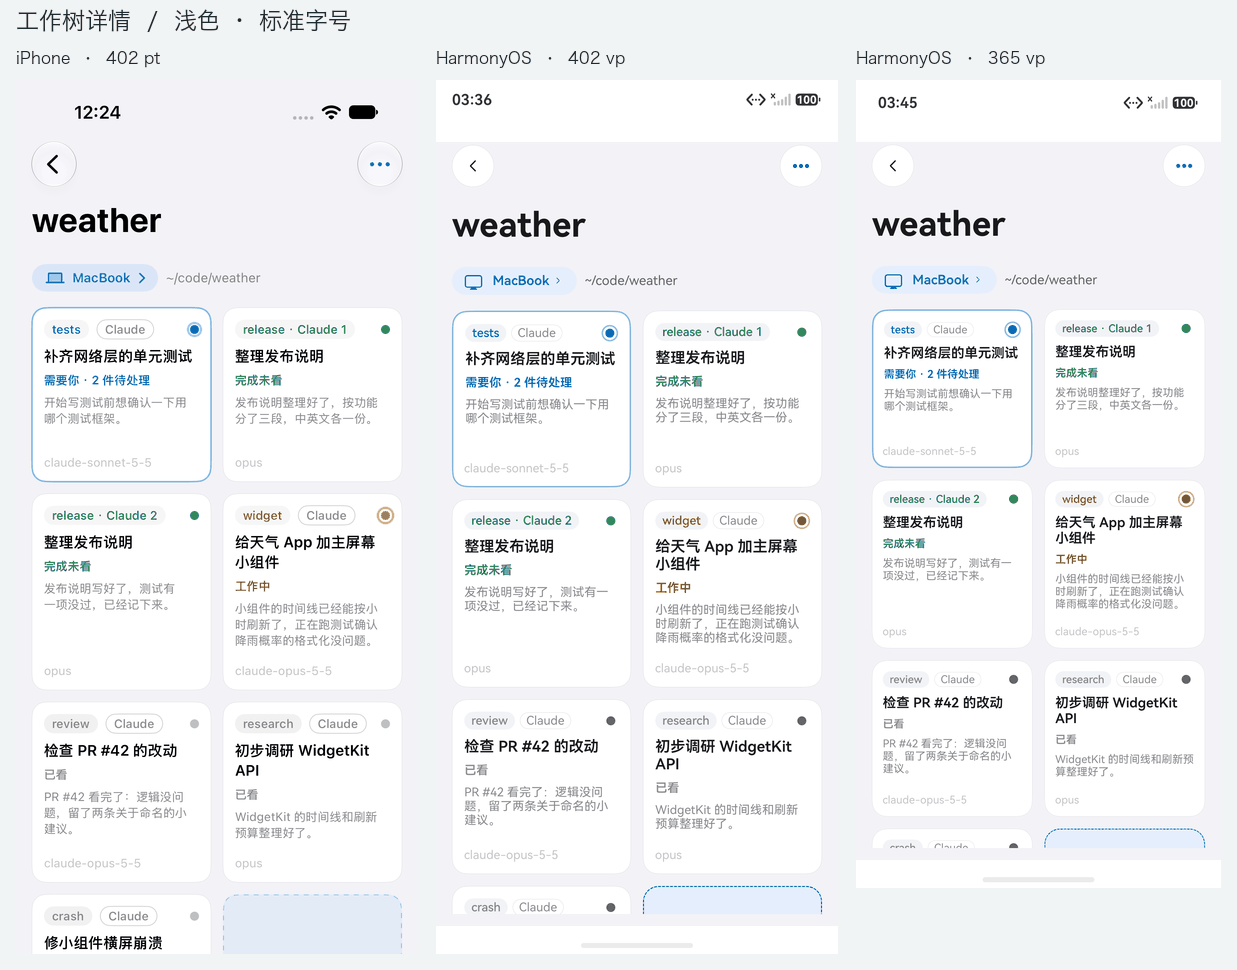 工作树详情 / 浅色 · 标准字号
iPhone · 402 pt
12:24
weather
MacBook
~/code/weather
tests
Claude
补齐网络层的单元测试
需要你 · 2 件待处理
开始写测试前想确认一下用
哪个测试框架。
claude-sonnet-5-5
release · Claude 1
整理发布说明
完成未看
发布说明整理好了，按功能
分了三段，中英文各一份。
opus
release · Claude 2
整理发布说明
完成未看
发布说明写好了，测试有
一项没过，已经记下来。
opus
widget
Claude
给天气 App 加主屏幕
小组件
工作中
小组件的时间线已经能按小
时刷新了，正在跑测试确认
降雨概率的格式化没问题。
claude-opus-5-5
review
Claude
检查 PR #42 的改动
已看
PR #42 看完了：逻辑没问
题，留了两条关于命名的小
建议。
claude-opus-5-5
research
Claude
初步调研 WidgetKit
API
已看
WidgetKit 的时间线和刷新
预算整理好了。
opus
crash
Claude
修小组件横屏崩溃
HarmonyOS · 402 vp
03:36
100
weather
MacBook
~/code/weather
tests
Claude
补齐网络层的单元测试
需要你 · 2 件待处理
开始写测试前想确认一下用
哪个测试框架。
claude-sonnet-5-5
release · Claude 1
整理发布说明
完成未看
发布说明整理好了，按功能
分了三段，中英文各一份。
opus
release · Claude 2
整理发布说明
完成未看
发布说明写好了，测试有一
项没过，已经记下来。
opus
widget
Claude
给天气 App 加主屏幕
小组件
工作中
小组件的时间线已经能按小
时刷新了，正在跑测试确认
降雨概率的格式化没问题。
claude-opus-5-5
review
Claude
检查 PR #42 的改动
已看
PR #42 看完了：逻辑没问
题，留了两条关于命名的小
建议。
claude-opus-5-5
research
Claude
初步调研 WidgetKit
API
已看
WidgetKit 的时间线和刷新
预算整理好了。
opus
crash
Claude
HarmonyOS · 365 vp
03:45
100
weather
MacBook
~/code/weather
tests
Claude
补齐网络层的单元测试
需要你 · 2 件待处理
开始写测试前想确认一下用
哪个测试框架。
claude-sonnet-5-5
release · Claude 1
整理发布说明
完成未看
发布说明整理好了，按功能
分了三段，中英文各一份。
opus
release · Claude 2
整理发布说明
完成未看
发布说明写好了，测试有一
项没过，已经记下来。
opus
widget
Claude
给天气 App 加主屏幕
小组件
工作中
小组件的时间线已经能按小
时刷新了，正在跑测试确认
降雨概率的格式化没问题。
claude-opus-5-5
review
Claude
检查 PR #42 的改动
已看
PR #42 看完了：逻辑没问
题，留了两条关于命名的小
建议。
claude-opus-5-5
research
Claude
初步调研 WidgetKit
API
已看
WidgetKit 的时间线和刷新预
算整理好了。
opus
crash
Claude